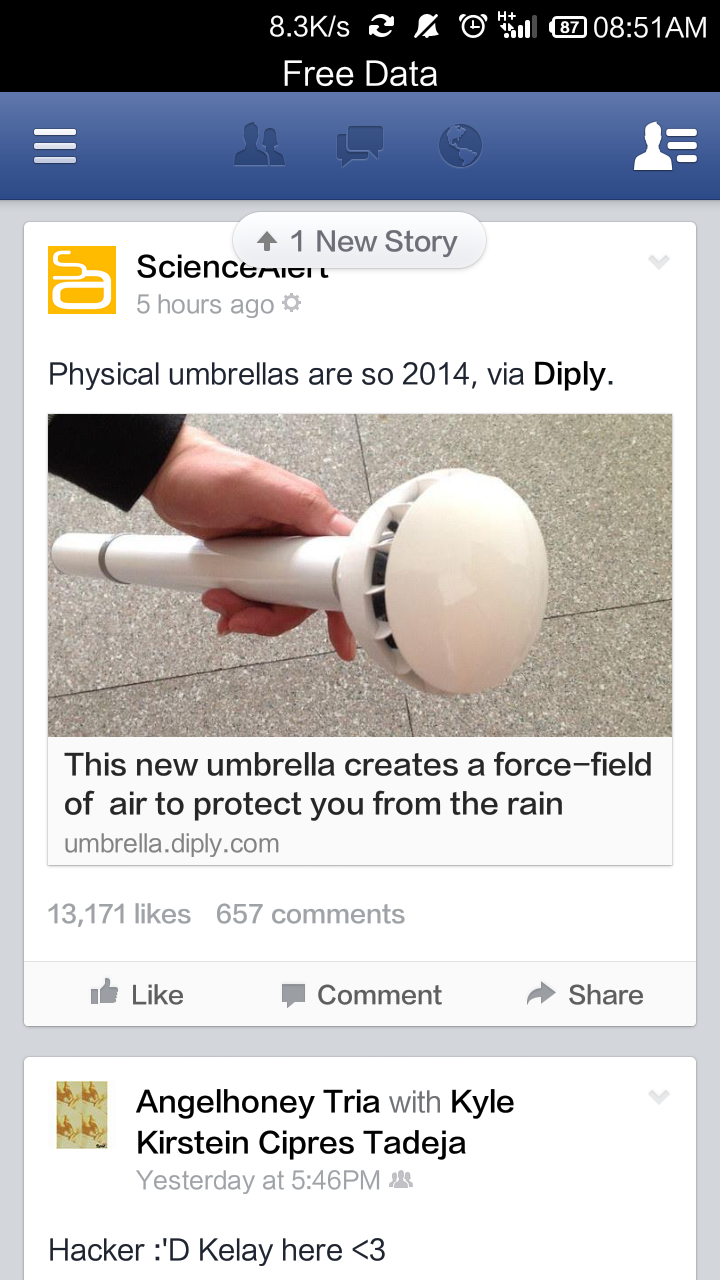 8.3K/s H+ 87 08:51AM
Free Data
1 New Story
ScienceAlert
5 hours ago
Physical umbrellas are so 2014, via Diply.
This new umbrella creates a force-field
of air to protect you from the rain
umbrella.diply.com
13,171 likes 657 comments
Like Comment Share
Angelhoney Tria with Kyle
Kirstein Cipres Tadeja
Yesterday at 5:46PM
Hacker :'D Kelay here <3